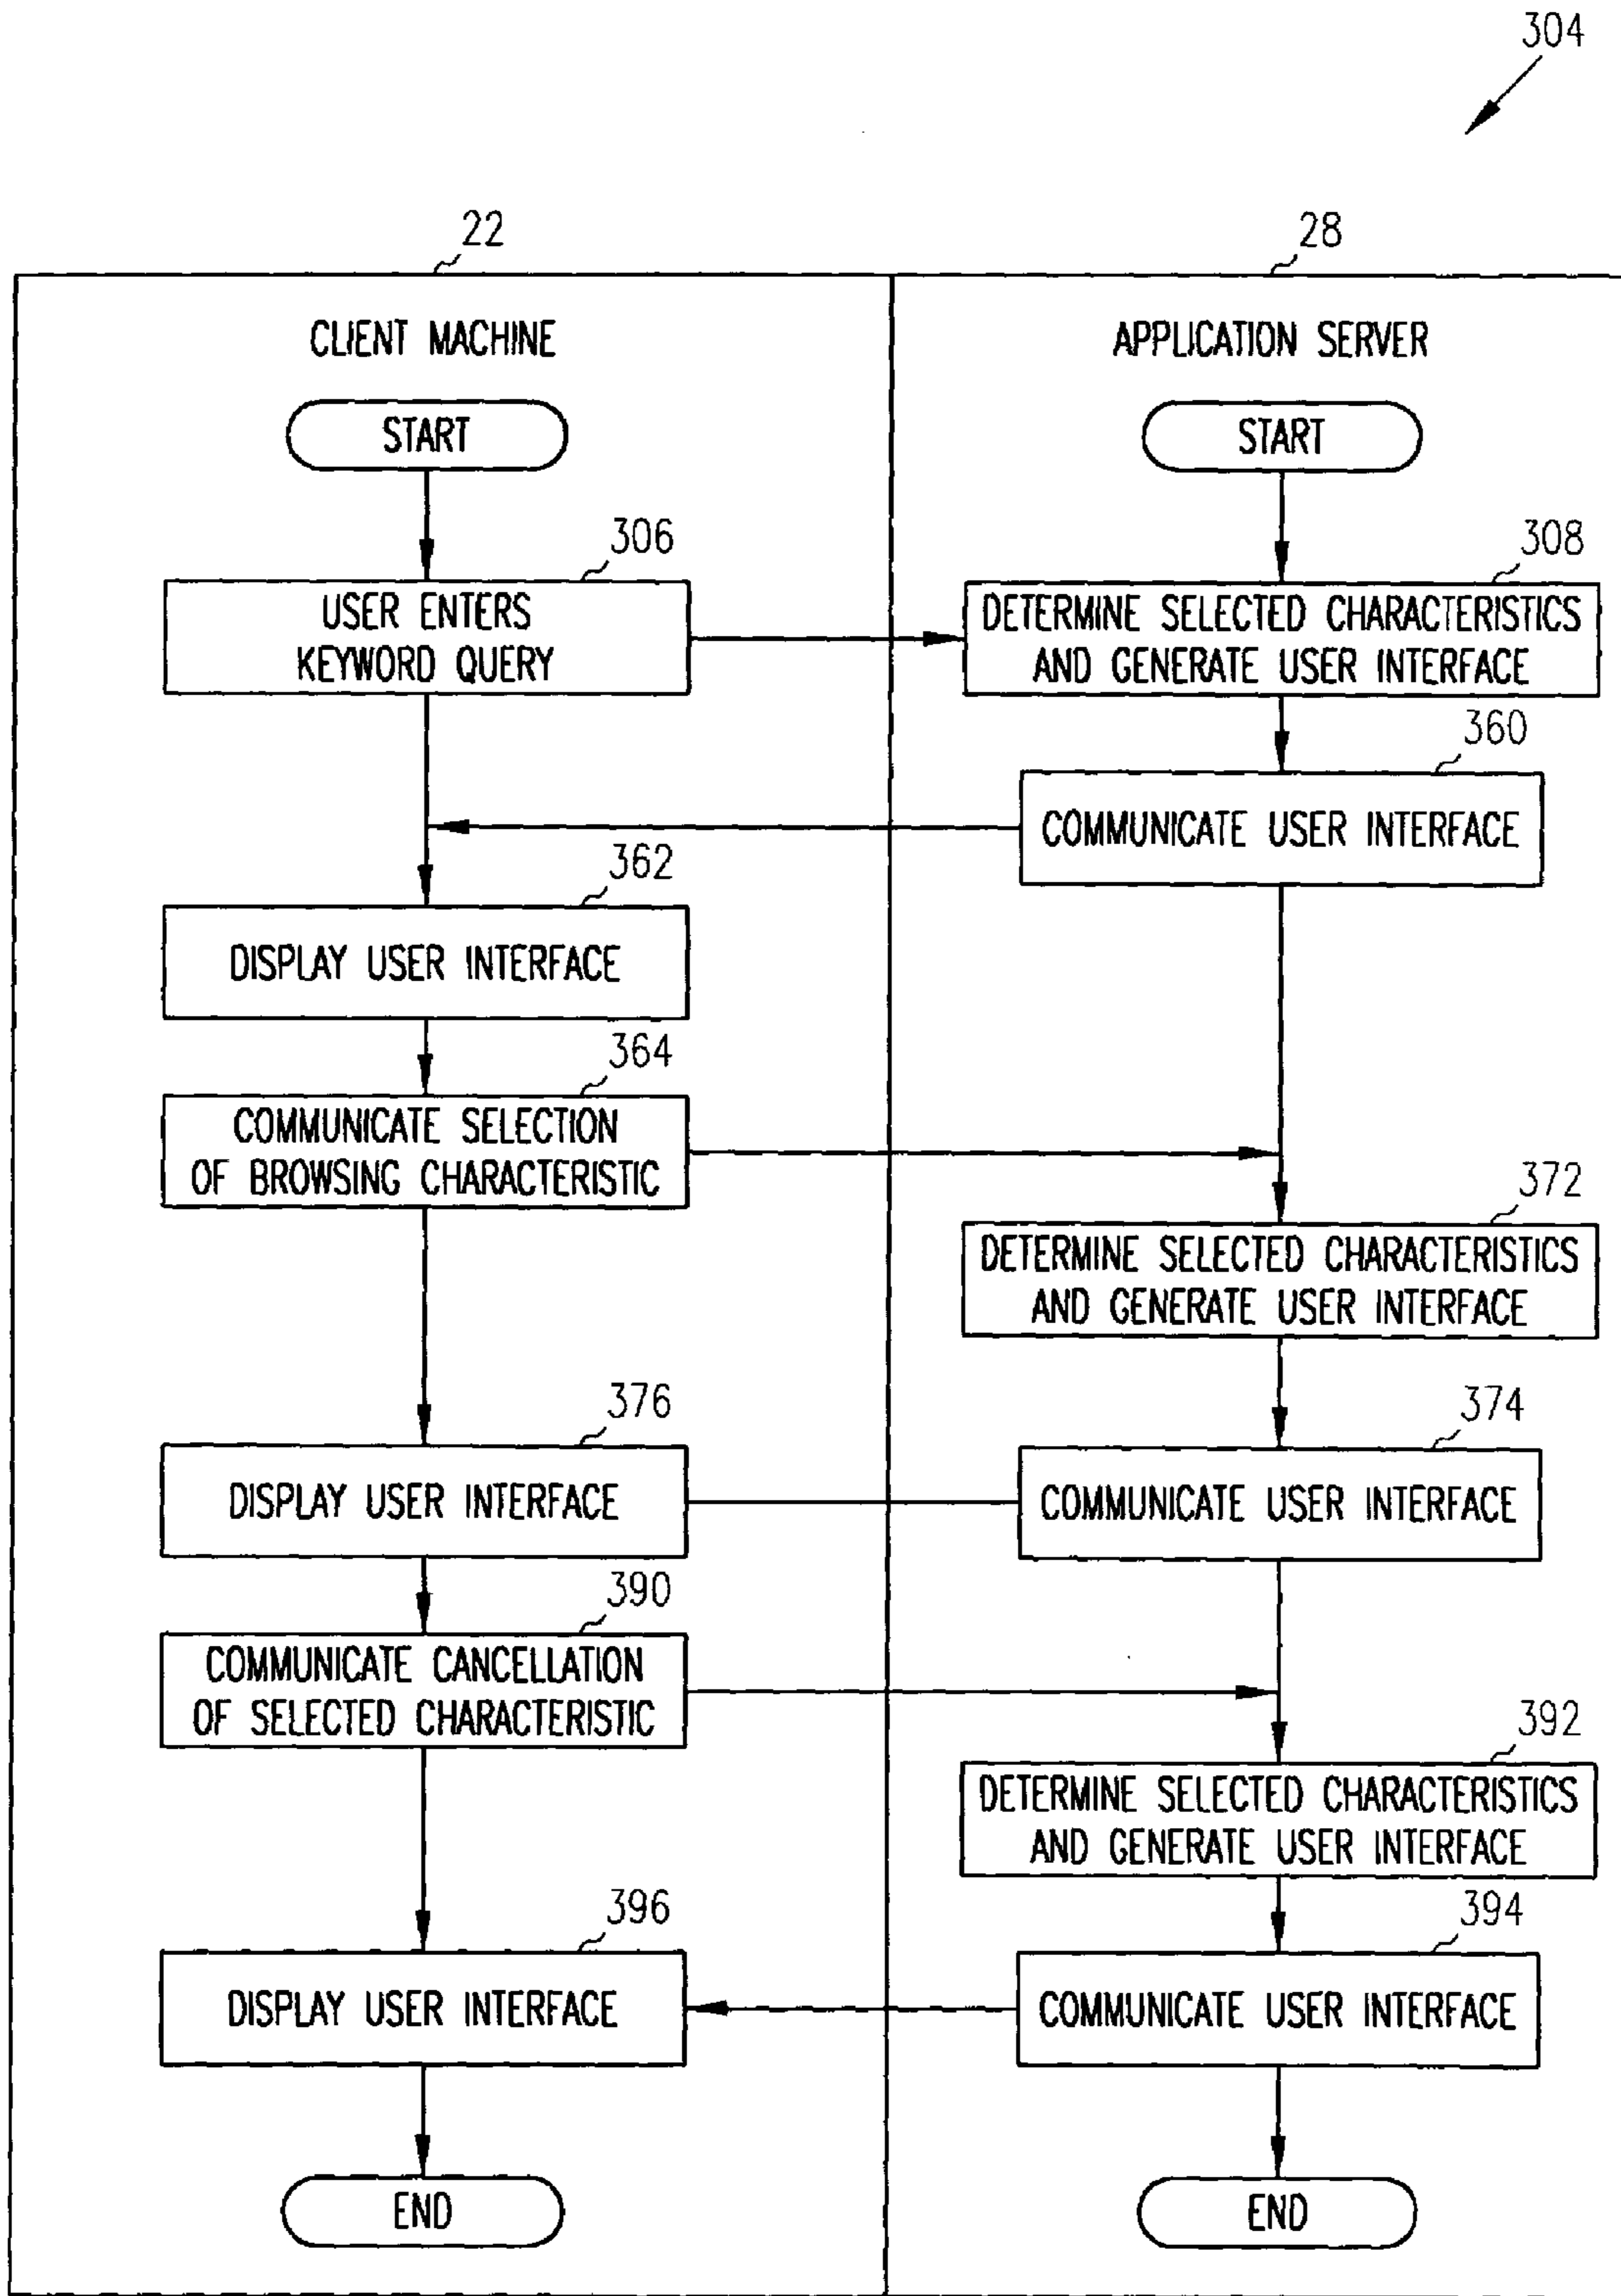 304
22
28
CLIENT MACHINE
APPLICATION SERVER
START
START
306
308
USER ENTERS
KEYWORD QUERY
DETERMINE SELECTED CHARACTERISTICS
AND GENERATE USER INTERFACE
360
COMMUNICATE USER INTERFACE
362
DISPLAY USER INTERFACE
364
COMMUNICATE SELECTION
OF BROWSING CHARACTERISTIC
372
DETERMINE SELECTED CHARACTERISTICS
AND GENERATE USER INTERFACE
376
374
DISPLAY USER INTERFACE
COMMUNICATE USER INTERFACE
390
COMMUNICATE CANCELLATION
OF SELECTED CHARACTERISTIC
392
DETERMINE SELECTED CHARACTERISTICS
AND GENERATE USER INTERFACE
396
394
DISPLAY USER INTERFACE
COMMUNICATE USER INTERFACE
END
END